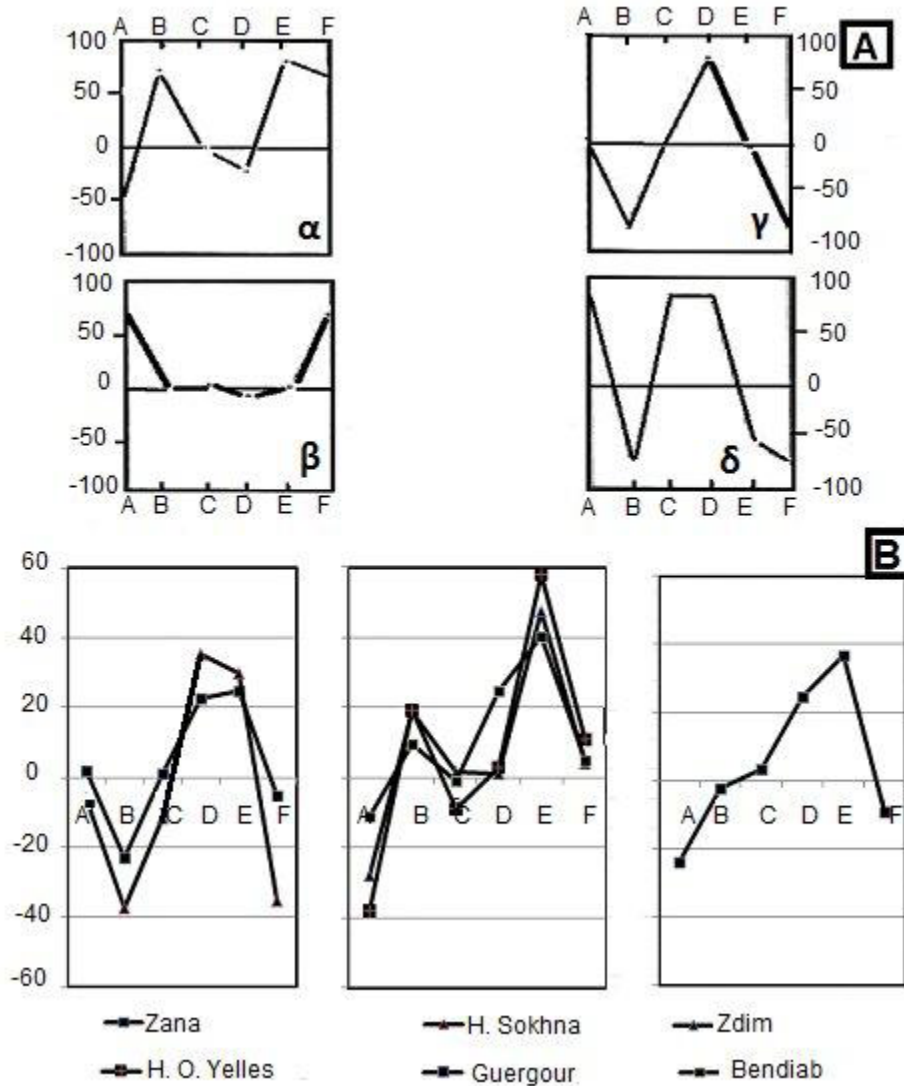 A B C D E F
A B C D E F
A
100
50
0
-50
-100
α
100
50
0
-50
-100
γ
100
50
0
-50
-100
β
A B C D E F
100
50
0
-50
-100
δ
A B C D E F
B
60
40
20
0
-20
-40
-60
A B C D E F
A B C D E F
A B C D E F
Zana
H. Sokhna
Zdim
H. O. Yelles
Guergour
Bendiab